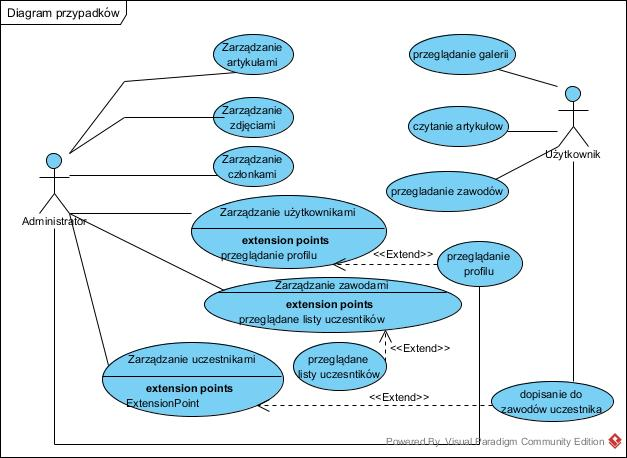 Diagram przypadków
Zarządzanie
artykułami
przeglądanie galerii
Zarządzanie
zdjęciami
czytanie artykułow
Użytkownik
Zarządzanie
członkami
Administrator
przegladanie zawodów
Zarządzanie użytkownikami
extension points
przeglądanie profilu
<<Extend>>
przeglądanie
profilu
Zarządzanie zawodami
extension points
przeglądane listy uczesntików
<<Extend>>
Zarządzanie uczestnikami
extension points
ExtensionPoint
przeglądane
listy uczesntików
<<Extend>>
dopisanie do
zawodów uczestnika
Powered By Visual Paradigm Community Edition